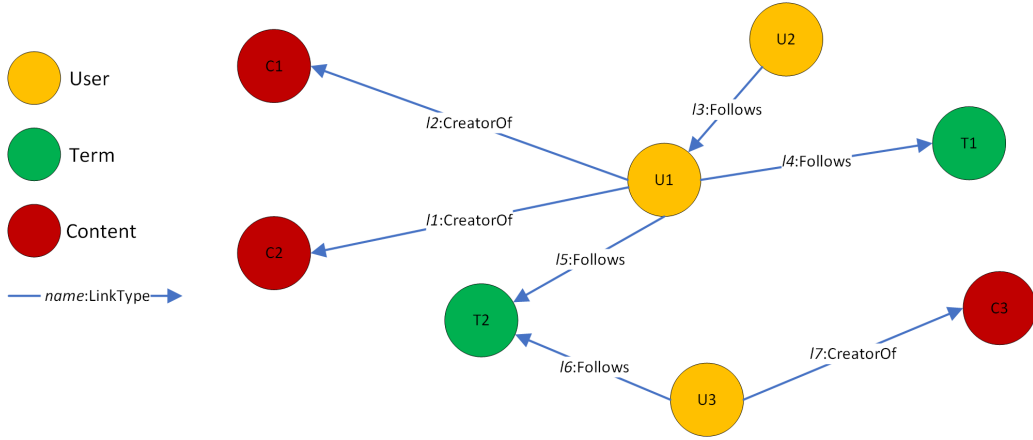 User
Term
Content
name:LinkType
C1
U2
l3:Follows
l2:CreatorOf
T1
l4:Follows
U1
l1:CreatorOf
C2
l5:Follows
T2
C3
l7:CreatorOf
l6:Follows
U3